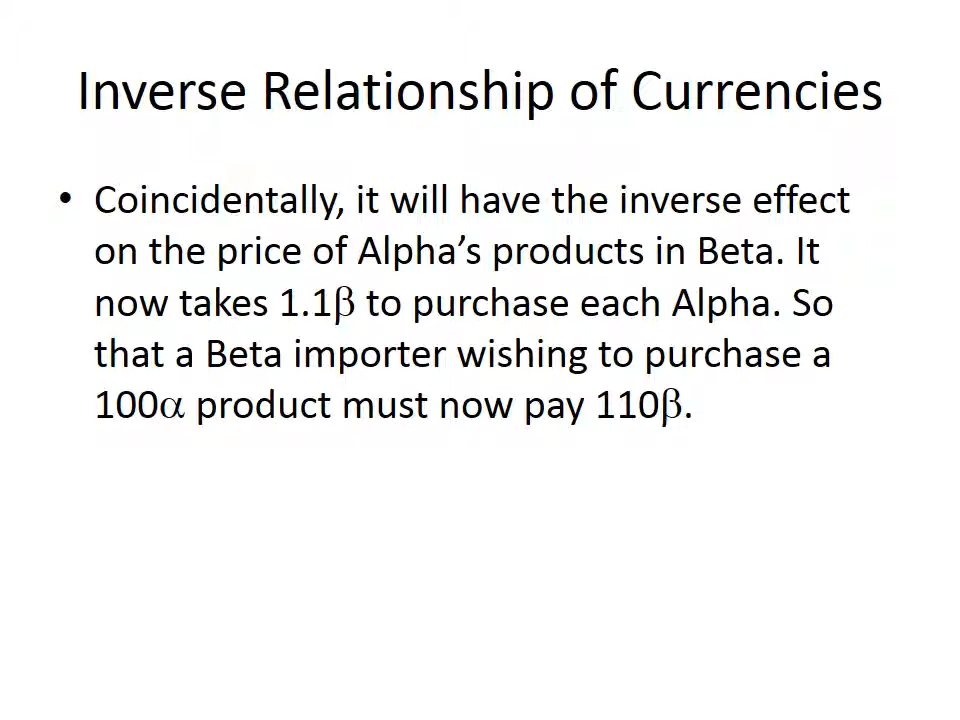 Inverse Relationship of Currencies
• Coincidentally, it will have the inverse effect
on the price of Alpha’s products in Beta. It
now takes 1.1β to purchase each Alpha. So
that a Beta importer wishing to purchase a
100α product must now pay 110β.